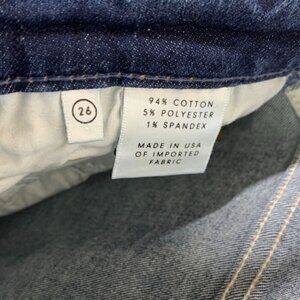 26
94% COTTON
5% POLYESTER
1% SPANDEX
MADE IN USA
OF IMPORTED
FABRIC